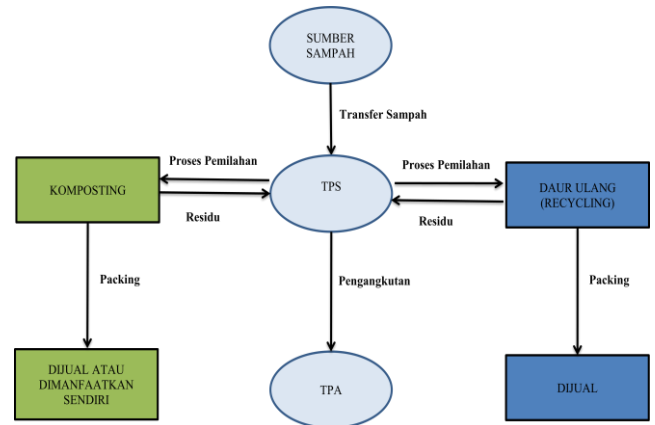 SUMBER
SAMPAH
Transfer Sampah
Proses Pemilahan
Proses Pemilahan
KOMPOSTING
TPS
DAUR ULANG
(RECYCLING)
Residu
Residu
Packing
Pengangkutan
Packing
DIJUAL ATAU
DIMANFAATKAN
SENDIRI
TPA
DIJUAL